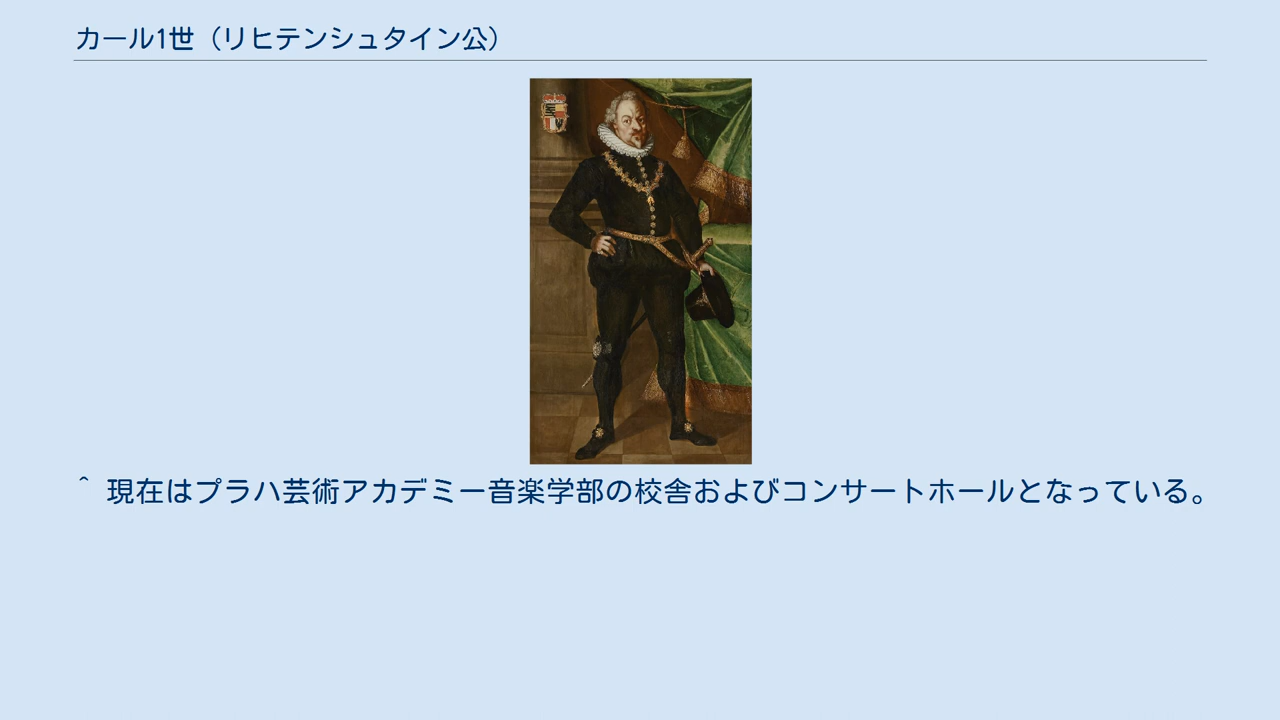 カール1世（リヒテンシュタイン公）
^ 現在はプラハ芸術アカデミー音楽学部の校舎およびコンサートホールとなっている。